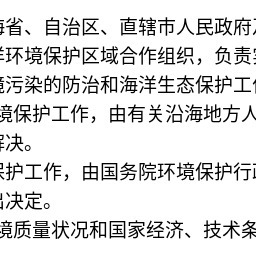 海省、自治区、直辖市人民政府及
洋环境保护区域合作组织，负责实
境污染的防治和海洋生态保护工作
境保护工作，由有关沿海地方人
解决。
保护工作，由国务院环境保护行政
出决定。
境质量状况和国家经济、技术条